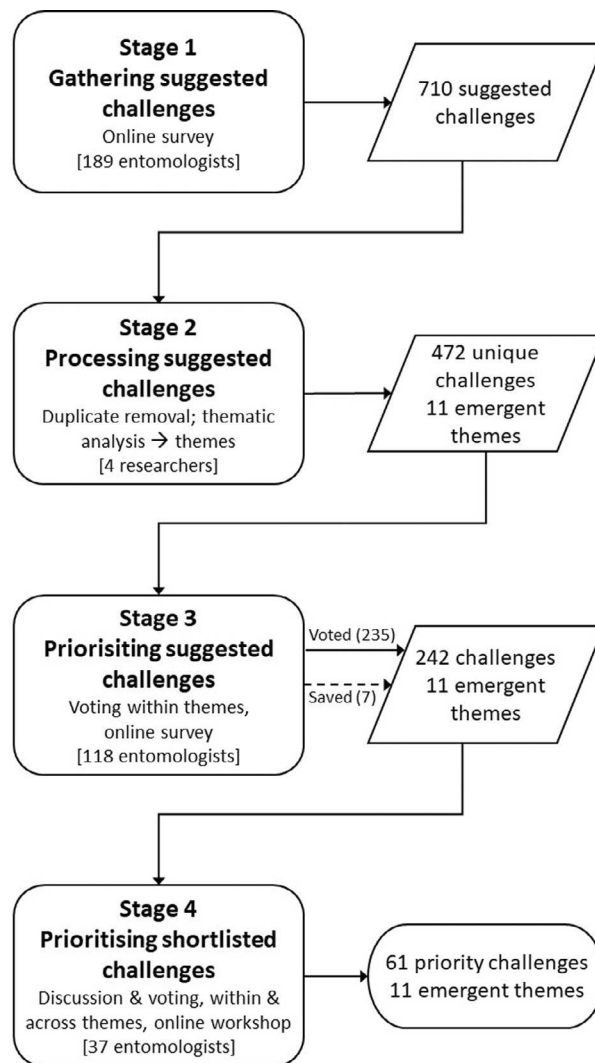 Stage 1
Gathering suggested
challenges
Online survey
[189 entomologists]
710 suggested
challenges
Stage 2
Processing suggested
challenges
Duplicate removal; thematic
analysis → themes
[4 researchers]
472 unique
challenges
11 emergent
themes
Stage 3
Priorisiting suggested
challenges
Voting within themes,
online survey
[118 entomologists]
Voted (235)
Saved (7)
242 challenges
11 emergent
themes
Stage 4
Prioritising shortlisted
challenges
Discussion & voting, within &
across themes, online workshop
[37 entomologists]
61 priority challenges
11 emergent themes